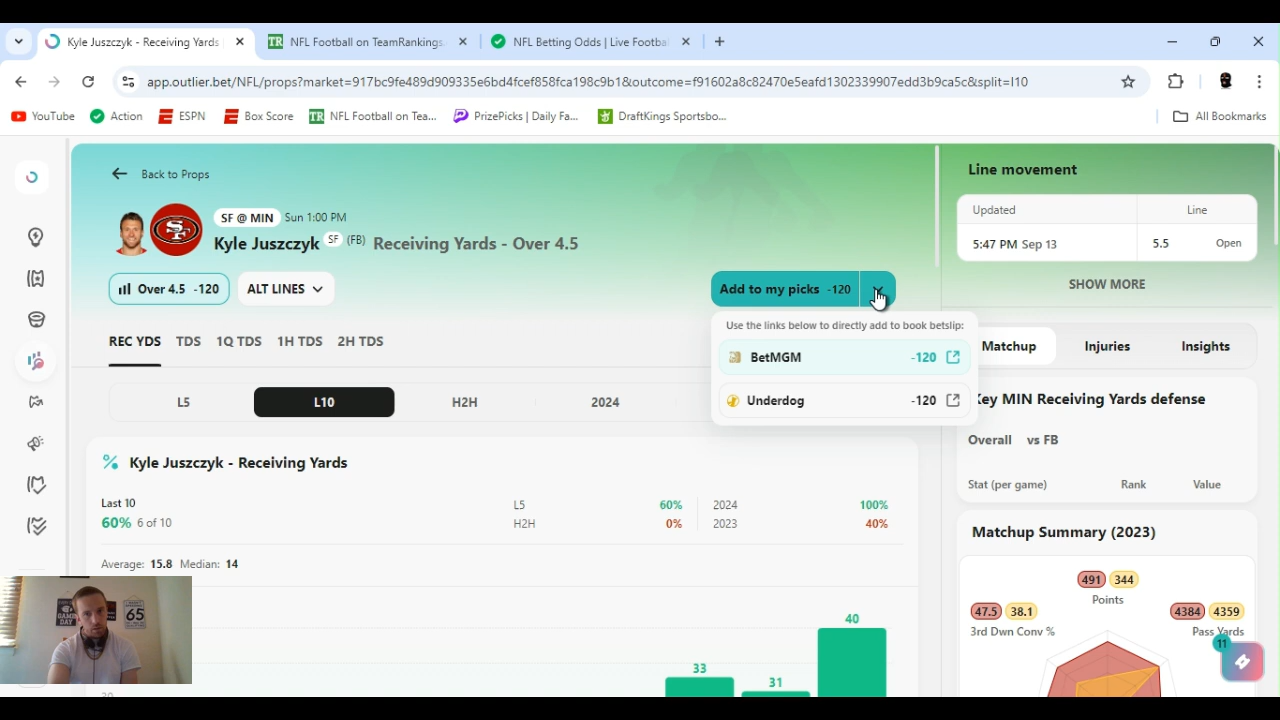 Kyle Juszczyk - Receiving Yards
NFL Football on TeamRankings.
NFL Betting Odds | Live Footba
app.outlier.bet/NFL/props?market=917bc9fe489d909335e6bd4fcef858fca198c9b1&outcome=f91602a8c82470e5eafd1302339907edd3b9ca5c&split=l10
YouTube
Action
ESPN
Box Score
NFL Football on Tea...
PrizePicks | Daily Fa...
DraftKings Sportsbo...
All Bookmarks
Back to Props
SF @ MIN Sun 1:00 PM
Kyle Juszczyk SF (FB) Receiving Yards - Over 4.5
Over 4.5 -120
ALT LINES
Add to my picks -120
Use the links below to directly add to book betslip:
BetMGM -120
Underdog -120
REC YDS TDS 1Q TDS 1H TDS 2H TDS
L5 L10 H2H 2024
Kyle Juszczyk - Receiving Yards
Last 10
60% 6 of 10
L5 60% 2024 100%
H2H 0% 2023 40%
Average: 15.8 Median: 14
40
33
31
Line movement
Updated Line
5:47 PM Sep 13 5.5 Open
SHOW MORE
Matchup Injuries Insights
Key MIN Receiving Yards defense
Overall vs FB
Stat (per game) Rank Value
Matchup Summary (2023)
491 344
Points
47.5 38.1
3rd Dwn Conv %
4384 4359
Pass Yards
11
GAME DAY
65